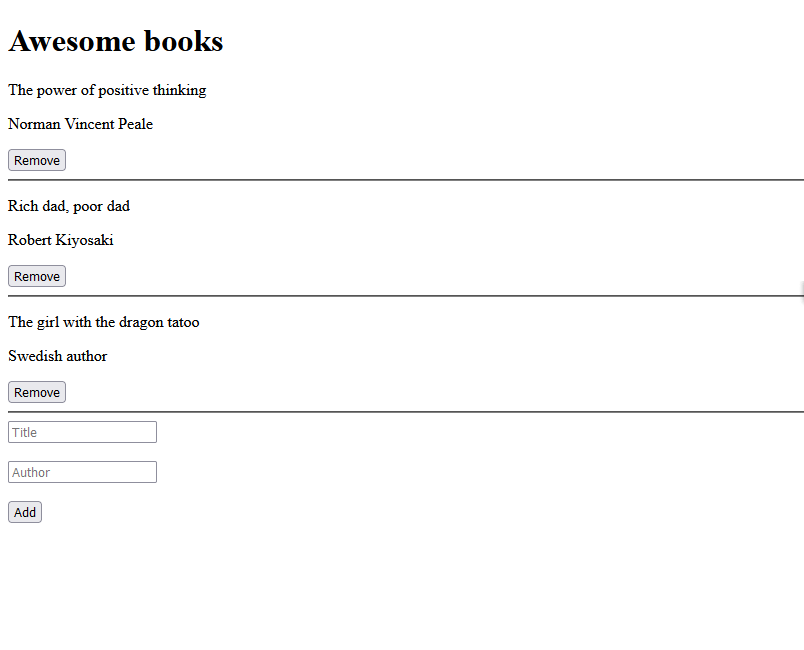 Awesome books
The power of positive thinking
Norman Vincent Peale
Remove
Rich dad, poor dad
Robert Kiyosaki
Remove
The girl with the dragon tatoo
Swedish author
Remove
Title
Author
Add